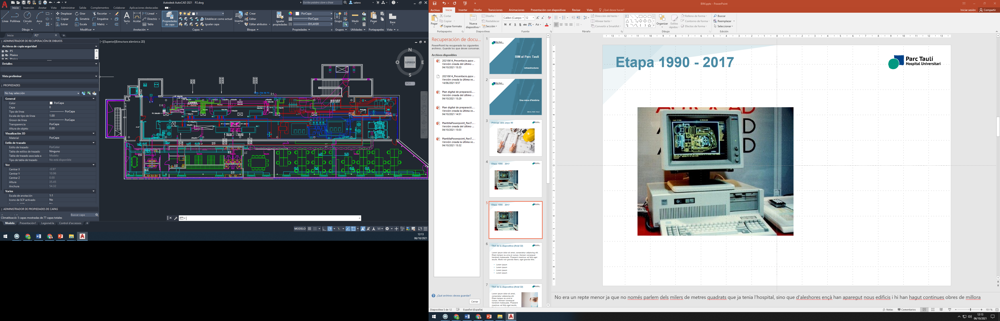 Autodesk AutoCAD 2021 P2.dwg
Escriba palabra clave o frase
satero
Inicio Inserción Anotar Vista Administrar Salida Complementos Colaborar Aplicaciones destacadas
Línea Polilínea Círculo Arco
Desplazar Girar Recortar
Copiar Simetría Empalme
Estirar Escala Matriz
Texto Acotar
Lineal
Directriz
Tabla
Propiedades de capa
0
Establecer como actual
Igualar capa
Insertar
Crear
Editar
Editar atributos
Igualar propiedades
PorCapa
PorCapa
BYLAYER
Grupo
Medir
Pegar
Base
Dibujo Modificar Anotación Capas Bloque Propiedades Grupos Utilidades Portapapeles Vista
Inicio P2*
ADMINISTRADOR DE RECUPERACIÓN DE DIBUJOS
Archivos de copia seguridad
P5
Pbaixa
Pbaixa
Detalles
Vista preliminar
PROPIEDADES
No hay selección
General
Color PorCapa
Capa 0
Tipo de línea PorCapa
Escala de tipo de línea 1.00
Grosor de línea PorCapa
Transparencia PorCapa
Altura de objeto 0.00
Visualización 3D
Material PorCapa
Estilo de trazado
Estilo de trazado PorColor
Tabla de estilos de trazado Ninguno
Tabla de trazado asociada a Modelo
Tipo de tabla de trazado No está disponible
Ver
Centrar X -0.97
Centrar Y 10.96
Centrar Z 0.00
Altura 35.45
Anchura 54.32
Varios
Escala de anotación 1:1
Icono de SCP activado No
ADMINISTRADOR DE PROPIEDADES DE CAPAS
Buscar capa
Climatització: 5 capas mostradas de 77 capas totales
Modelo Presentación1 Legionel.la Control d'accessos +
[−][Superior][Estructura alámbrica 2D]
N
O SUPERIOR E
S
SCU
E-1
E-3
E-1
MODELO
1:1
12:13
06/10/2021
BIM.pptx - PowerPoint
Archivo Inicio Insertar Diseño Transiciones Animaciones Presentación con diapositivas Revisar Vista ¿Qué desea hacer?
Iniciar sesión Compartir
Pegar
Cortar
Copiar
Copiar formato
Nueva diapositiva
Diseño
Restablecer
Sección
Calibri (Cuerpo 12
N K S S abc AV Aa A
Dirección del texto
Alinear texto
Convertir a SmartArt
Organizar
Estilos rápidos
Relleno de forma
Contorno de forma
Efectos de forma
Buscar
Reemplazar
Seleccionar
Portapapeles Diapositivas Fuente Párrafo Dibujo Edición
Recuperación de docu...
PowerPoint ha recuperado los siguientes
archivos. Guarde los que desee conservar.
Archivos disponibles
20210614_Presentacio.ppsx ..
Versión creada del último ...
04/10/2021 15:33
20210614_Presentacio.ppsx ..
Versión creada la última ve...
14/06/2021 9:57
Plan digital de preparació... .
Versión creada del último ...
04/10/2021 15:29
Plan digital de preparació... .
Versión creada del último ...
04/10/2021 14:51
PlantillaPowerpoint_ParcT... .
Versión creada del último ...
04/10/2021 15:03
PlantillaPowerpoint_ParcT... .
Versión creada la última ve...
04/10/2021 15:32
¿Qué archivos desea guardar?
Cerrar
1
Parc Taulí
BIM al Parc Taulí
Infraestructures
2
Parc Taulí
Una mica d'història
BIM AL PARC TAULÍ
3
Principi dels anys 90
4
Etapa 1990 - 2017
5
Etapa 1990 - 2017
6
Títol de la diapositiva (Arial 32)
Lorem ipsum dolor sit amet, consectetur adipiscing elit.
Etiam tempor eu urna et cursus. Aenean consequat
hendrerit malesuada. Praesent maximus vel felis eget
iaculis. Morbi non gravida libero, eget gravida felis.
• Lorem ipsum
• Lorem ipsum
• Lorem ipsum
• Lorem ipsum
7
Títol de la diapositiva (Arial 32)
Lorem ipsum dolor sit amet,
consectetur adipiscing elit.
Etiam tempor eu urna et
cursus. Aenean consequat
hendrerit malesuada. Praesent
maximus vel felis eget
Etapa 1990 - 2017
Parc Taulí
Hospital Universitari
IBM
No era un repte menor ja que no només parlem dels milers de metres quadrats que ja tenia l'hospital, sino que d'aleshores ençà han aparegut nous edificis i hi han hagut continues obres de millora
Diapositiva 5 de 12 Español (España)
Notas Comentarios 151 %
12:13
06/10/2021